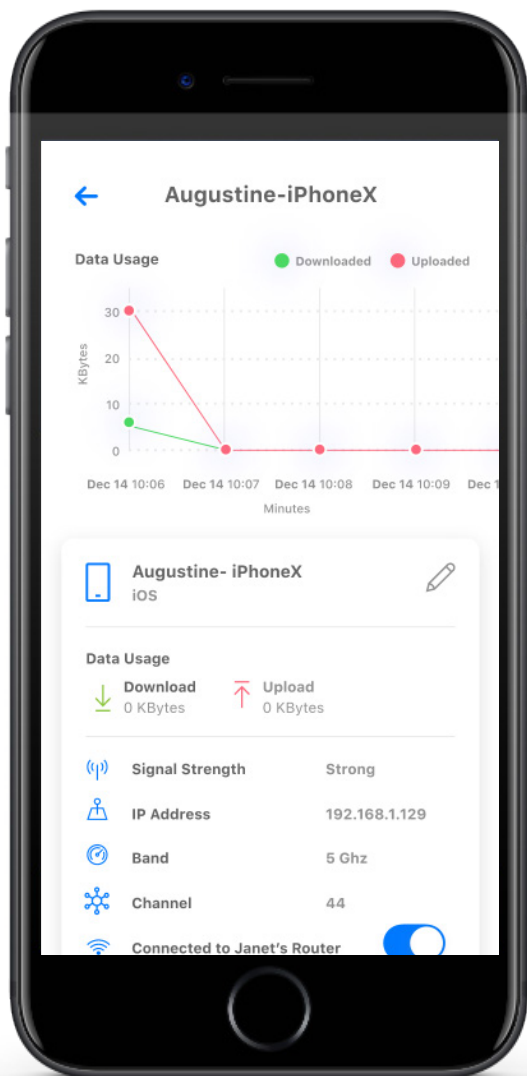 Augustine-iPhoneX
Data Usage Downloaded Uploaded
30
20
10
0
KBytes
Dec 14 10:06 Dec 14 10:07 Dec 14 10:08 Dec 14 10:09 Dec 1
Minutes
Augustine- iPhoneX
iOS
Data Usage
Download Upload
0 KBytes 0 KBytes
Signal Strength Strong
IP Address 192.168.1.129
Band 5 Ghz
Channel 44
Connected to Janet's Router